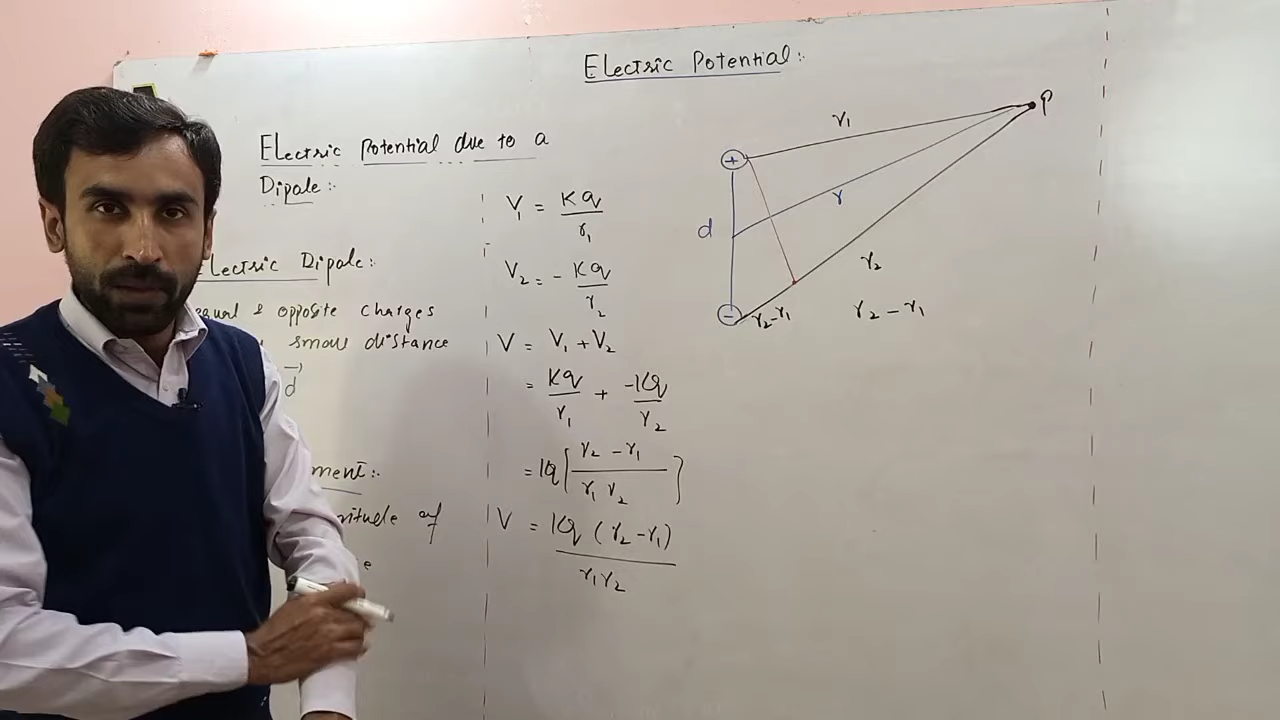 Electric Potential:
Electric Potential due to a
Dipole:
Electric Dipole:
equal & opposite charges
small distance
d⃗
ment:
nitude of
e
V₁ = Kq/r₁
V₂ = - Kq/r₂
V = V₁ + V₂
= Kq/r₁ + -Kq/r₂
= Kq [r₂ - r₁ / r₁ r₂]
V = Kq (r₂ - r₁) / r₁r₂
P
r₁
+
r
d
r₂
-
r₂-r₁
r₂ - r₁